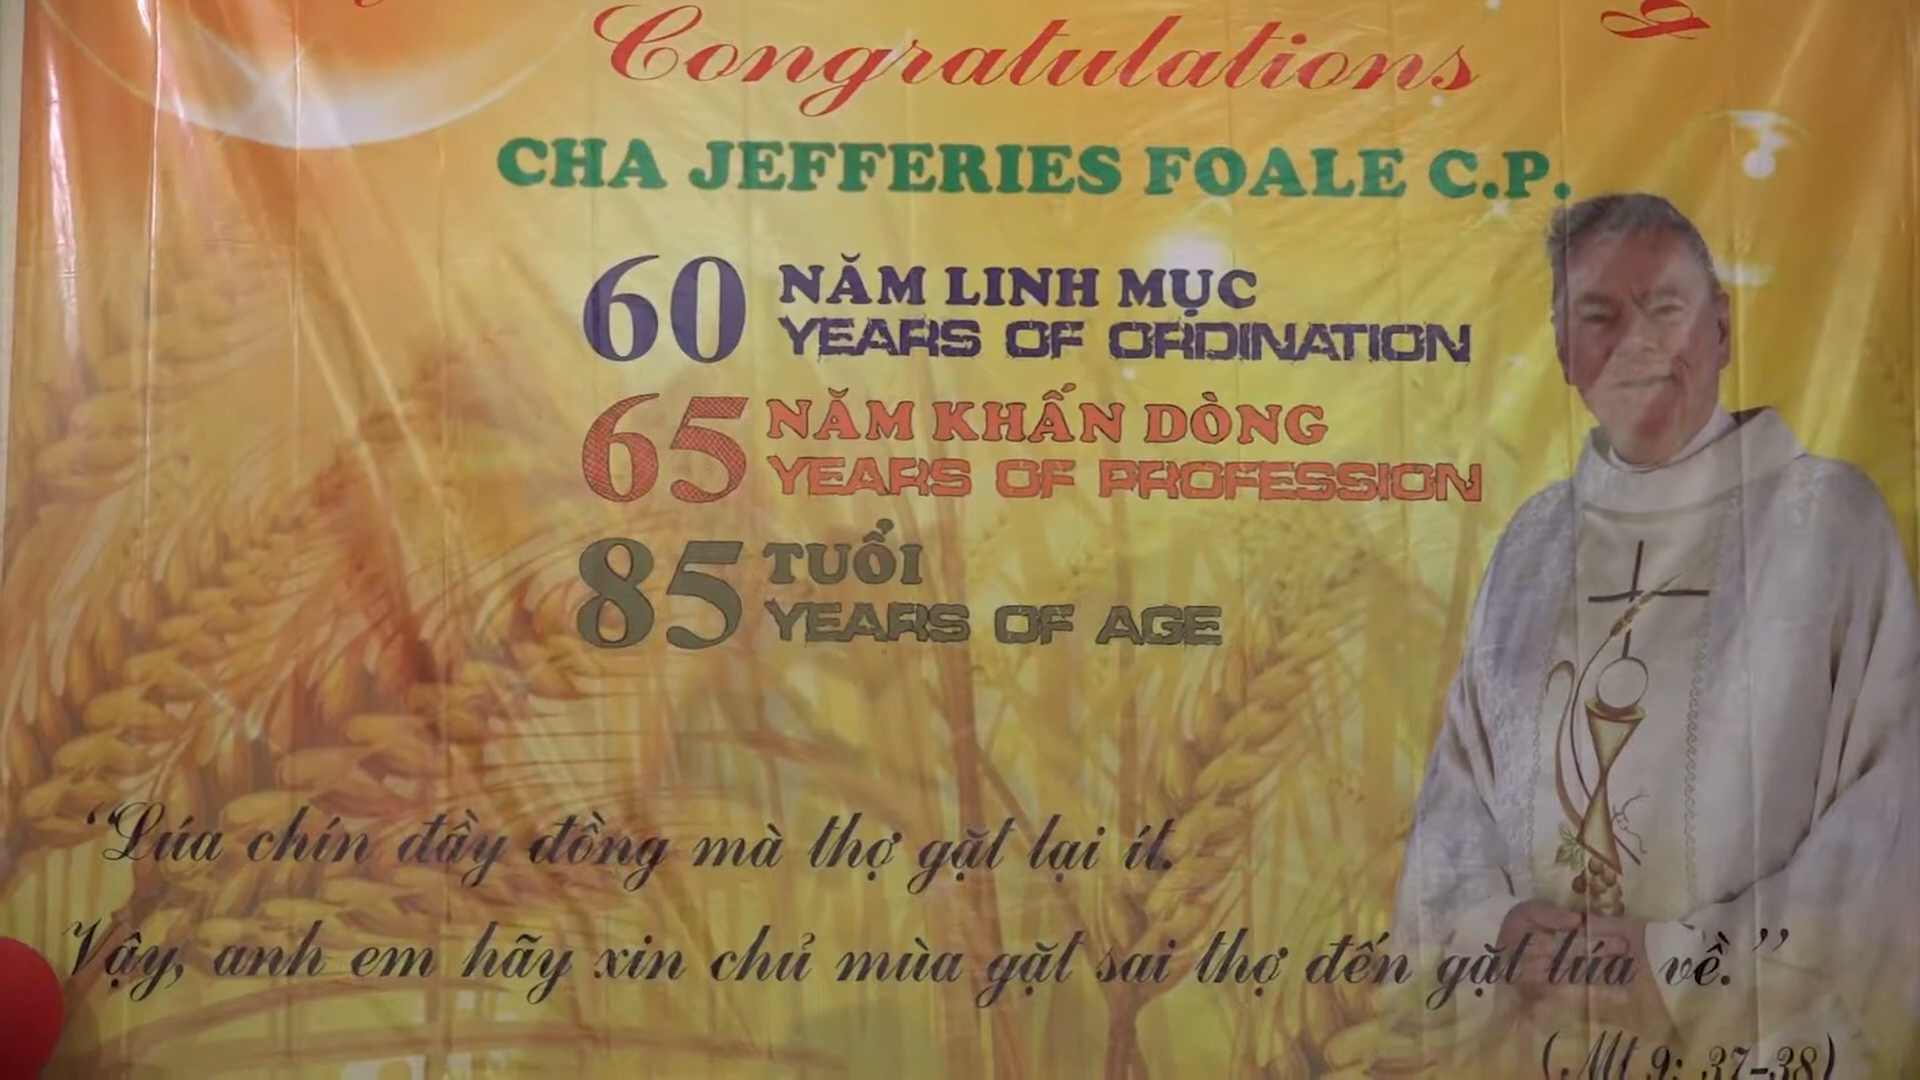 Congratulations
CHA JEFFERIES FOALE C.P.
60 NĂM LINH MỤC
YEARS OF ORDINATION
65 NĂM KHẤN DÒNG
YEARS OF PROFESSION
85 TUỔI
YEARS OF AGE
“Lúa chín đầy đồng mà thợ gặt lại ít.
Vậy, anh em hãy xin chủ mùa gặt sai thợ đến gặt lúa về.”
(Mt 9: 37-38)